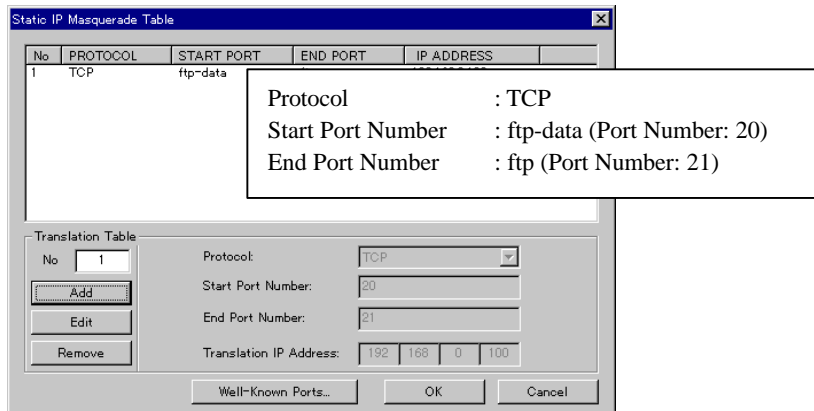 Static IP Masquerade Table
No PROTOCOL START PORT END PORT IP ADDRESS
1 TCP ftp-data
Protocol : TCP
Start Port Number : ftp-data (Port Number: 20)
End Port Number : ftp (Port Number: 21)
Translation Table
No 1
Protocol: TCP
Add
Start Port Number: 20
Edit
End Port Number: 21
Remove
Translation IP Address: 192 168 0 100
Well-Known Ports... OK Cancel